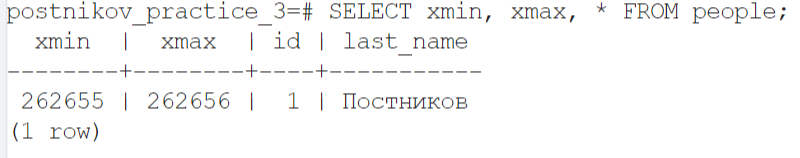 postnikov_practice_3=# SELECT xmin, xmax, * FROM people;
xmin | xmax | id | last_name
--------+--------+----+-----------
262655 | 262656 | 1 | Постников
(1 row)